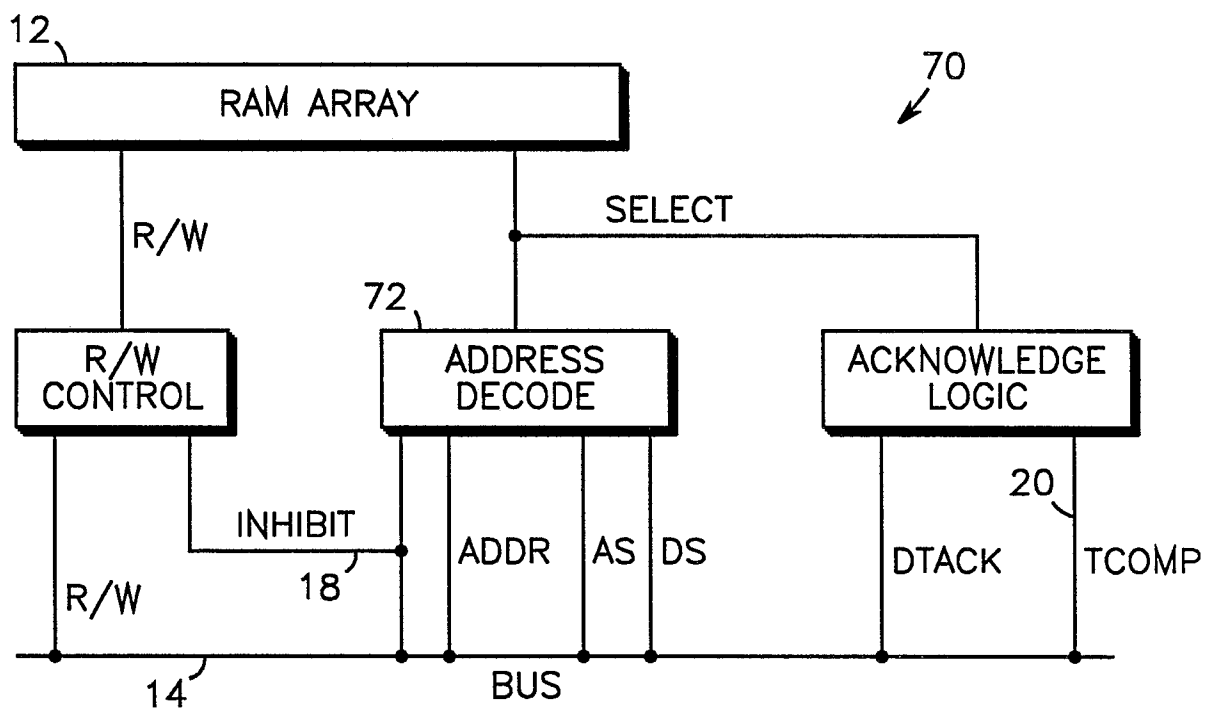 12
RAM ARRAY
70
SELECT
R/W
72
R/W
CONTROL
ADDRESS
DECODE
ACKNOWLEDGE
LOGIC
20
INHIBIT
18
ADDR
AS
DS
DTACK
TCOMP
R/W
14
BUS